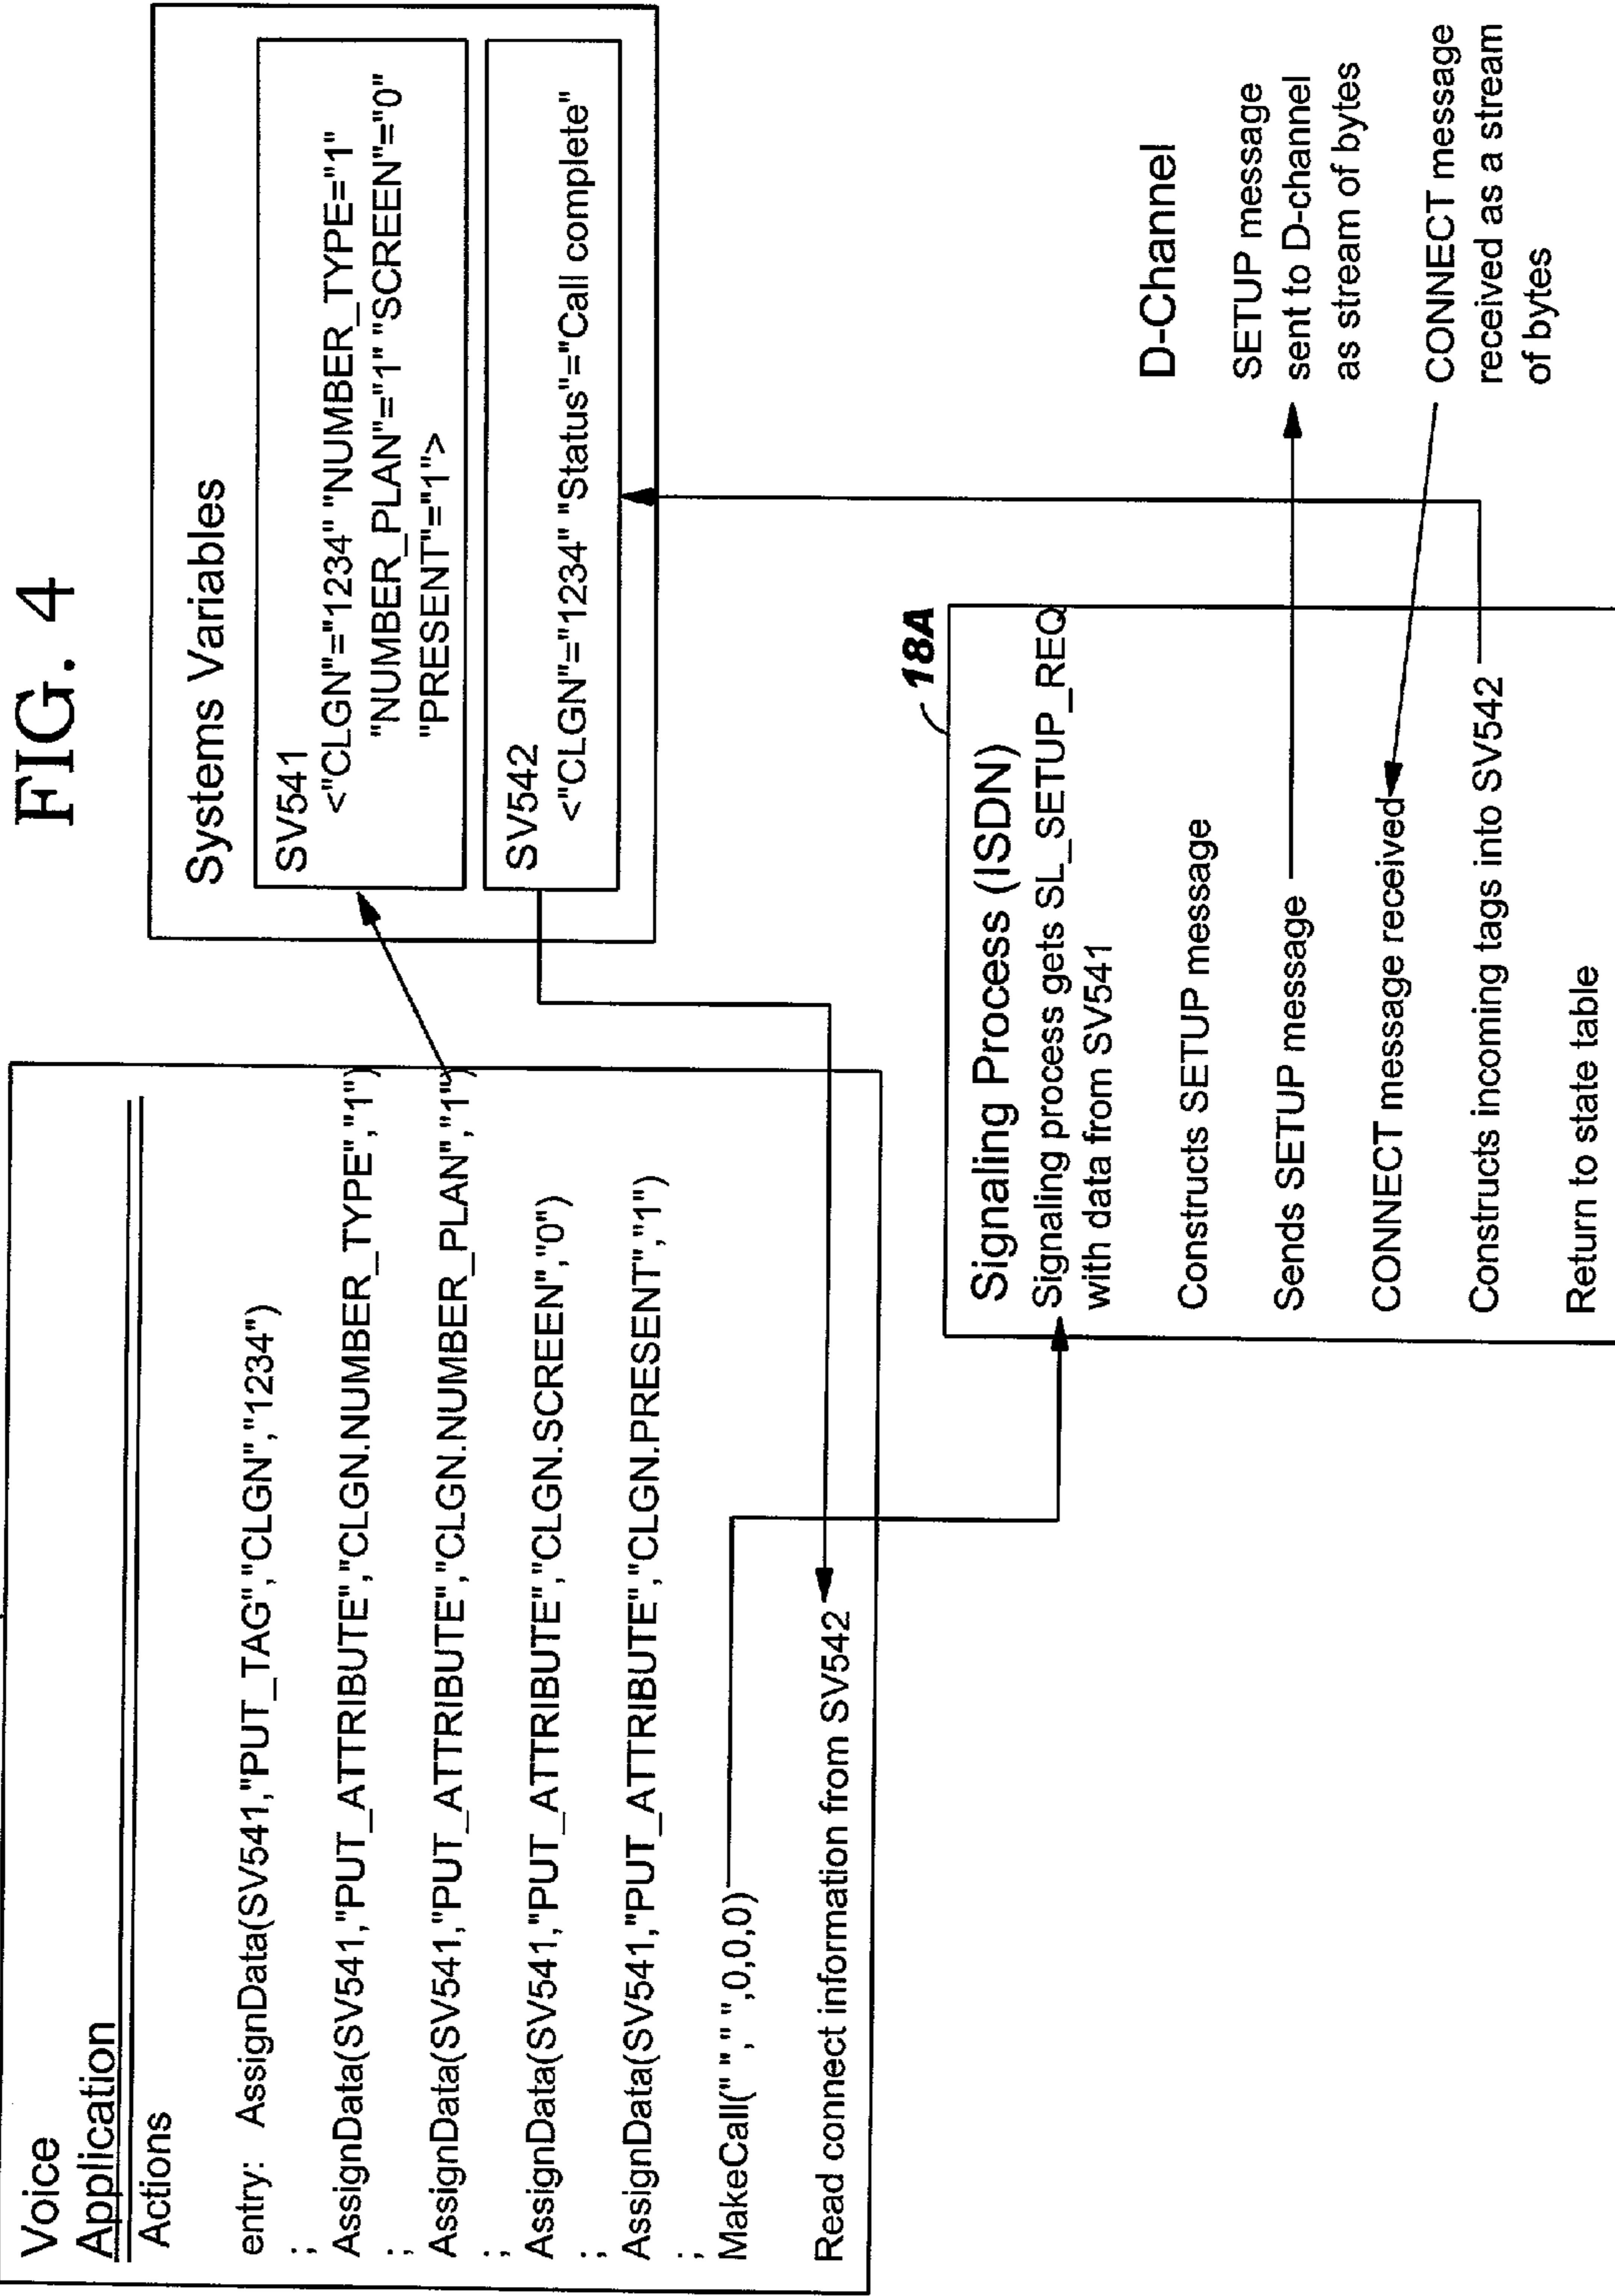 FIG. 4
Voice
Application
Actions
entry: AssignData(SV541,"PUT_TAG","CLGN","1234")
;
AssignData(SV541,"PUT_ATTRIBUTE","CLGN.NUMBER_TYPE","1")
;
AssignData(SV541,"PUT_ATTRIBUTE","CLGN.NUMBER_PLAN","1")
;
AssignData(SV541,"PUT_ATTRIBUTE","CLGN.SCREEN","0")
;
AssignData(SV541,"PUT_ATTRIBUTE","CLGN.PRESENT","1")
;
MakeCall(" "," ",0,0,0)
Read connect information from SV542
Systems Variables
SV541
<"CLGN"="1234" "NUMBER_TYPE="1"
"NUMBER_PLAN"="1" "SCREEN"="0"
"PRESENT"="1">
SV542
<"CLGN"="1234" "Status"="Call complete"
18A
Signaling Process (ISDN)
Signaling process gets SL_SETUP_REQ
with data from SV541
Constructs SETUP message
Sends SETUP message
CONNECT message received
Constructs incoming tags into SV542
Return to state table
D-Channel
SETUP message
sent to D-channel
as stream of bytes
CONNECT message
received as a stream
of bytes